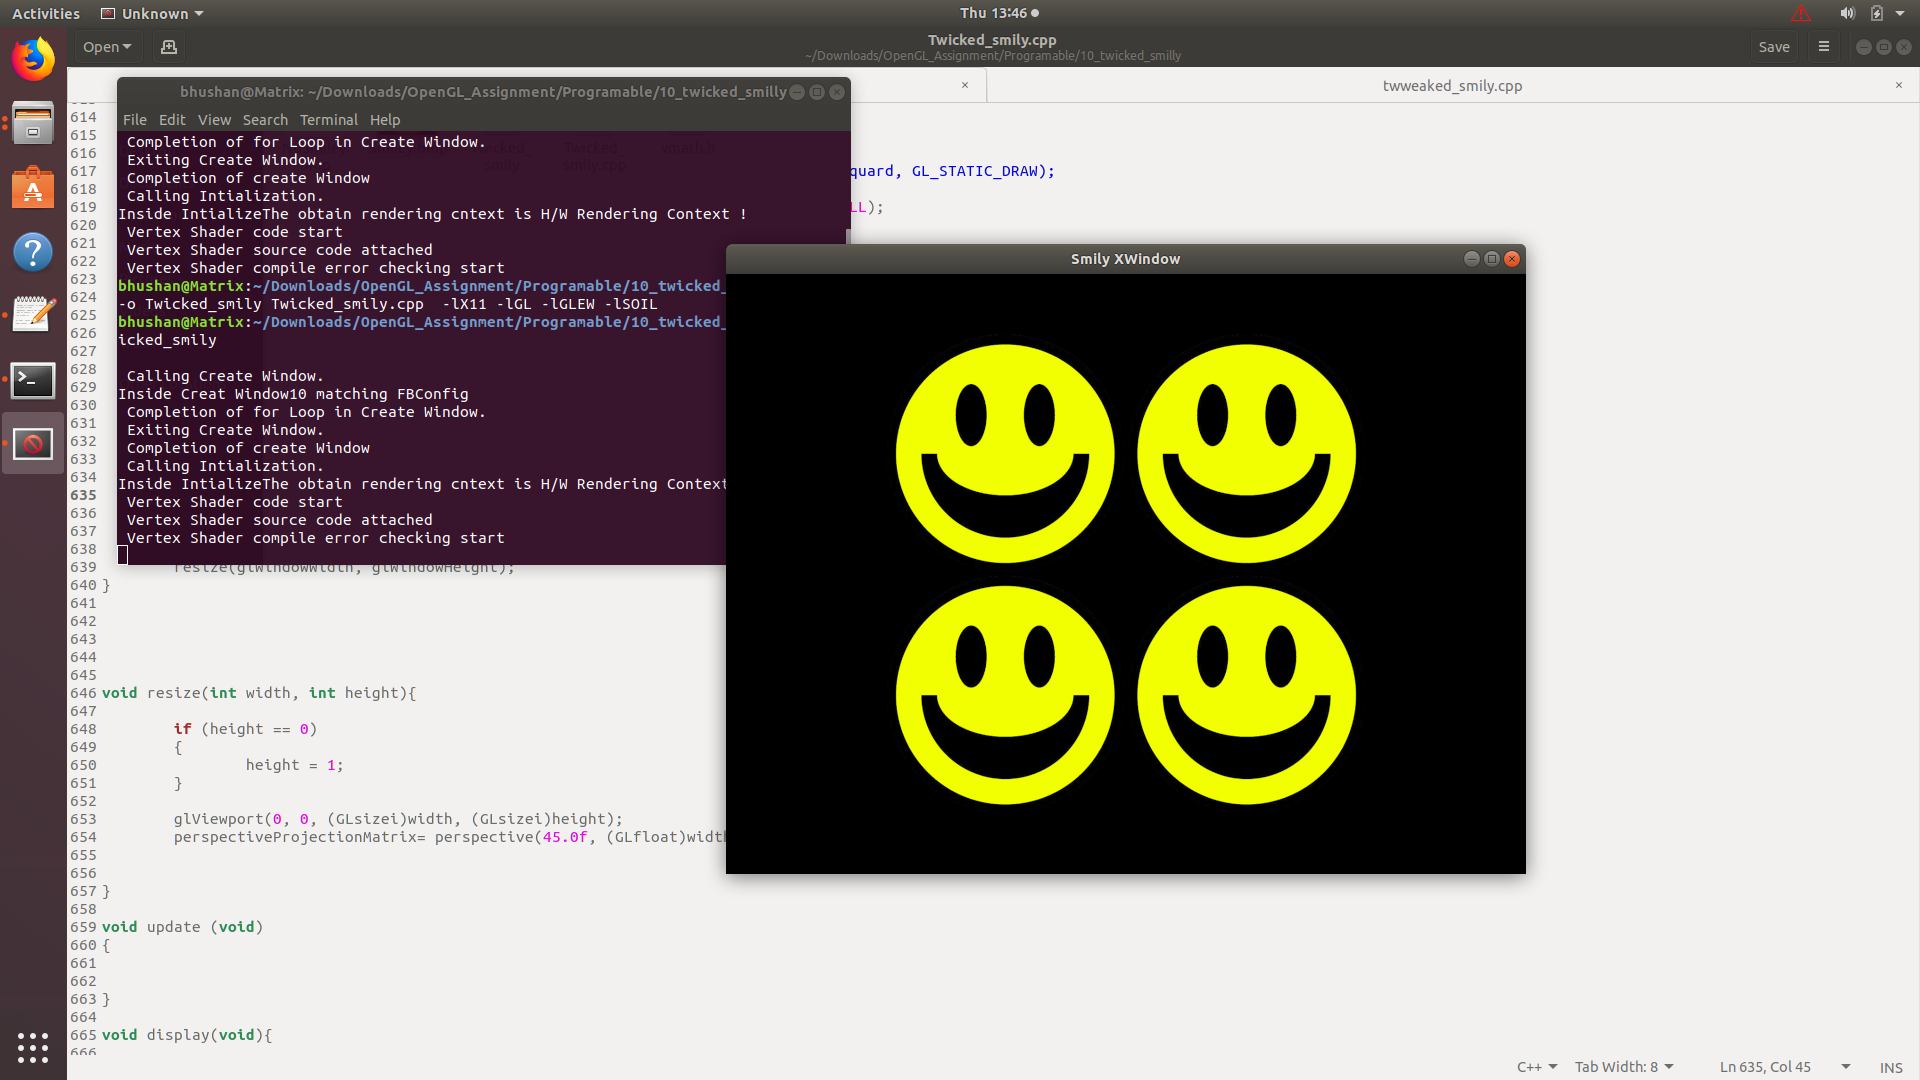 Activities
Unknown
Thu 13:46
Open
Twicked_smily.cpp
~/Downloads/OpenGL_Assignment/Programable/10_twicked_smilly
Save
twweaked_smily.cpp
bhushan@Matrix: ~/Downloads/OpenGL_Assignment/Programable/10_twicked_smilly
File Edit View Search Terminal Help
Completion of for Loop in Create Window.
Exiting Create Window.
Completion of create Window
Calling Intialization.
Inside IntializeThe obtain rendering cntext is H/W Rendering Context !
Vertex Shader code start
Vertex Shader source code attached
Vertex Shader compile error checking start
bhushan@Matrix:~/Downloads/OpenGL_Assignment/Programable/10_twicked_
-o Twicked_smily Twicked_smily.cpp  -lX11 -lGL -lGLEW -lSOIL
bhushan@Matrix:~/Downloads/OpenGL_Assignment/Programable/10_twicked_
icked_smily
Calling Create Window.
Inside Creat Window10 matching FBConfig
Completion of for Loop in Create Window.
Exiting Create Window.
Completion of create Window
Calling Intialization.
Inside IntializeThe obtain rendering cntext is H/W Rendering Context
Vertex Shader code start
Vertex Shader source code attached
Vertex Shader compile error checking start
Smily XWindow
614
615
616
617 quard, GL_STATIC_DRAW);
618
619 LL);
620
621
622
623
624
625
626
627
628
629
630
631
632
633
634
635
636
637
638
639 resize(giWindowWidth, giWindowHeight);
640 }
641
642
643
644
645
646 void resize(int width, int height){
647
648 if (height == 0)
649 {
650 height = 1;
651 }
652
653 glViewport(0, 0, (GLsizei)width, (GLsizei)height);
654 perspectiveProjectionMatrix= perspective(45.0f, (GLfloat)width
655
656
657 }
658
659 void update (void)
660 {
661
662
663 }
664
665 void display(void){
666
C++
Tab Width: 8
Ln 635, Col 45
INS